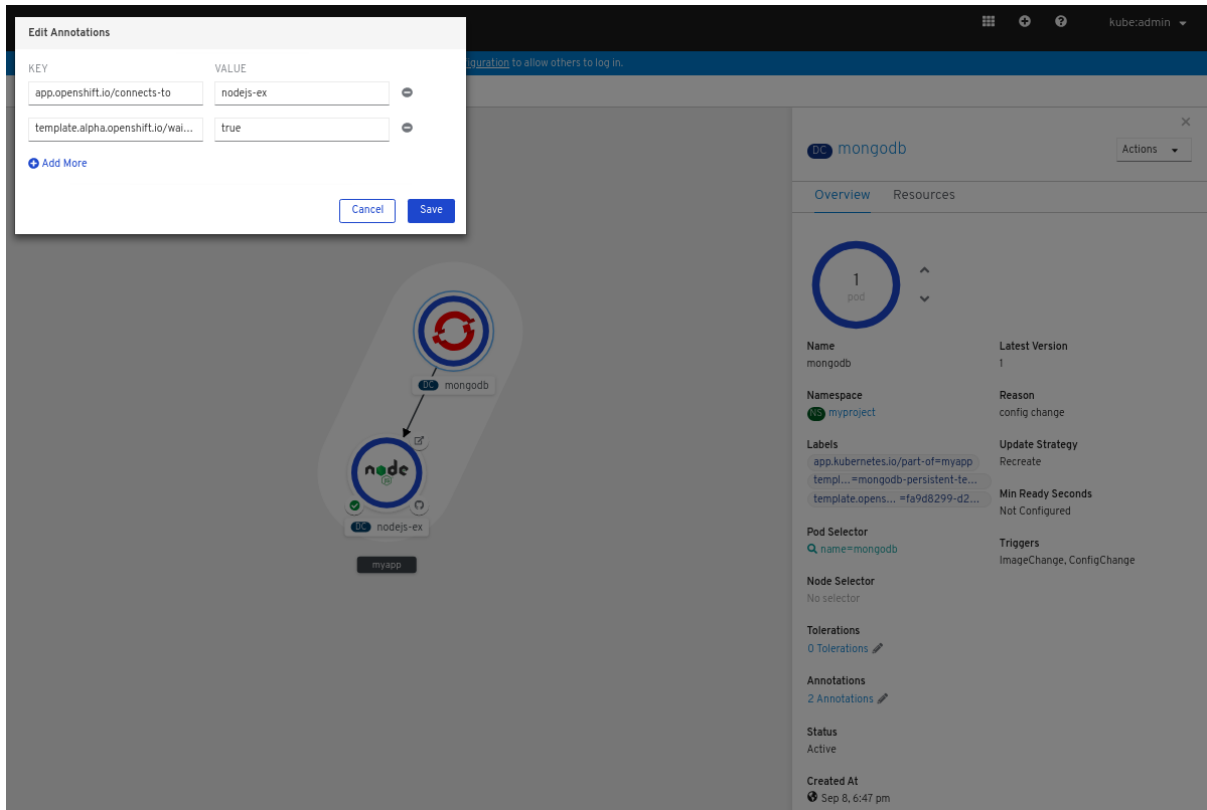 Edit Annotations
KEY VALUE
app.openshift.io/connects-to nodejs-ex
template.alpha.openshift.io/wai... true
Add More
Cancel Save
kube:admin
iguration to allow others to log in.
DC mongodb
Actions
Overview Resources
1
pod
Name
mongodb
Latest Version
1
Namespace
NS myproject
Reason
config change
Labels
app.kubernetes.io/part-of=myapp
templ...=mongodb-persistent-te...
template.opens... =fa9d8299-d2...
Update Strategy
Recreate
Min Ready Seconds
Not Configured
Pod Selector
name=mongodb
Triggers
ImageChange, ConfigChange
Node Selector
No selector
Tolerations
0 Tolerations
Annotations
2 Annotations
Status
Active
Created At
Sep 8, 6:47 pm
DC mongodb
node
JS
DC nodejs-ex
myapp